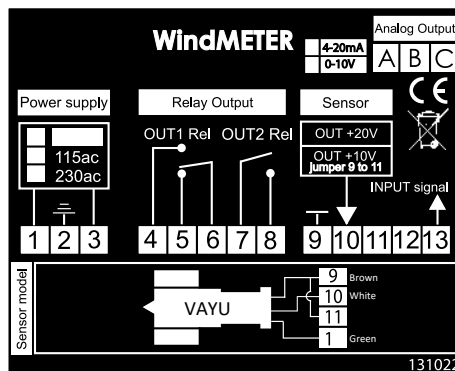 WindMETER
Analog Output
4-20mA
0-10V
A B C
CE
Power supply
Relay Output
Sensor
115ac
230ac
OUT1 Rel
OUT2 Rel
OUT +20V
OUT +10V
Jumper 9 to 11
INPUT signal
1 2 3
4 5 6 7 8
9 10 11 12 13
Sensor model
VAYU
9 Brown
10 White
11
1 Green
131022